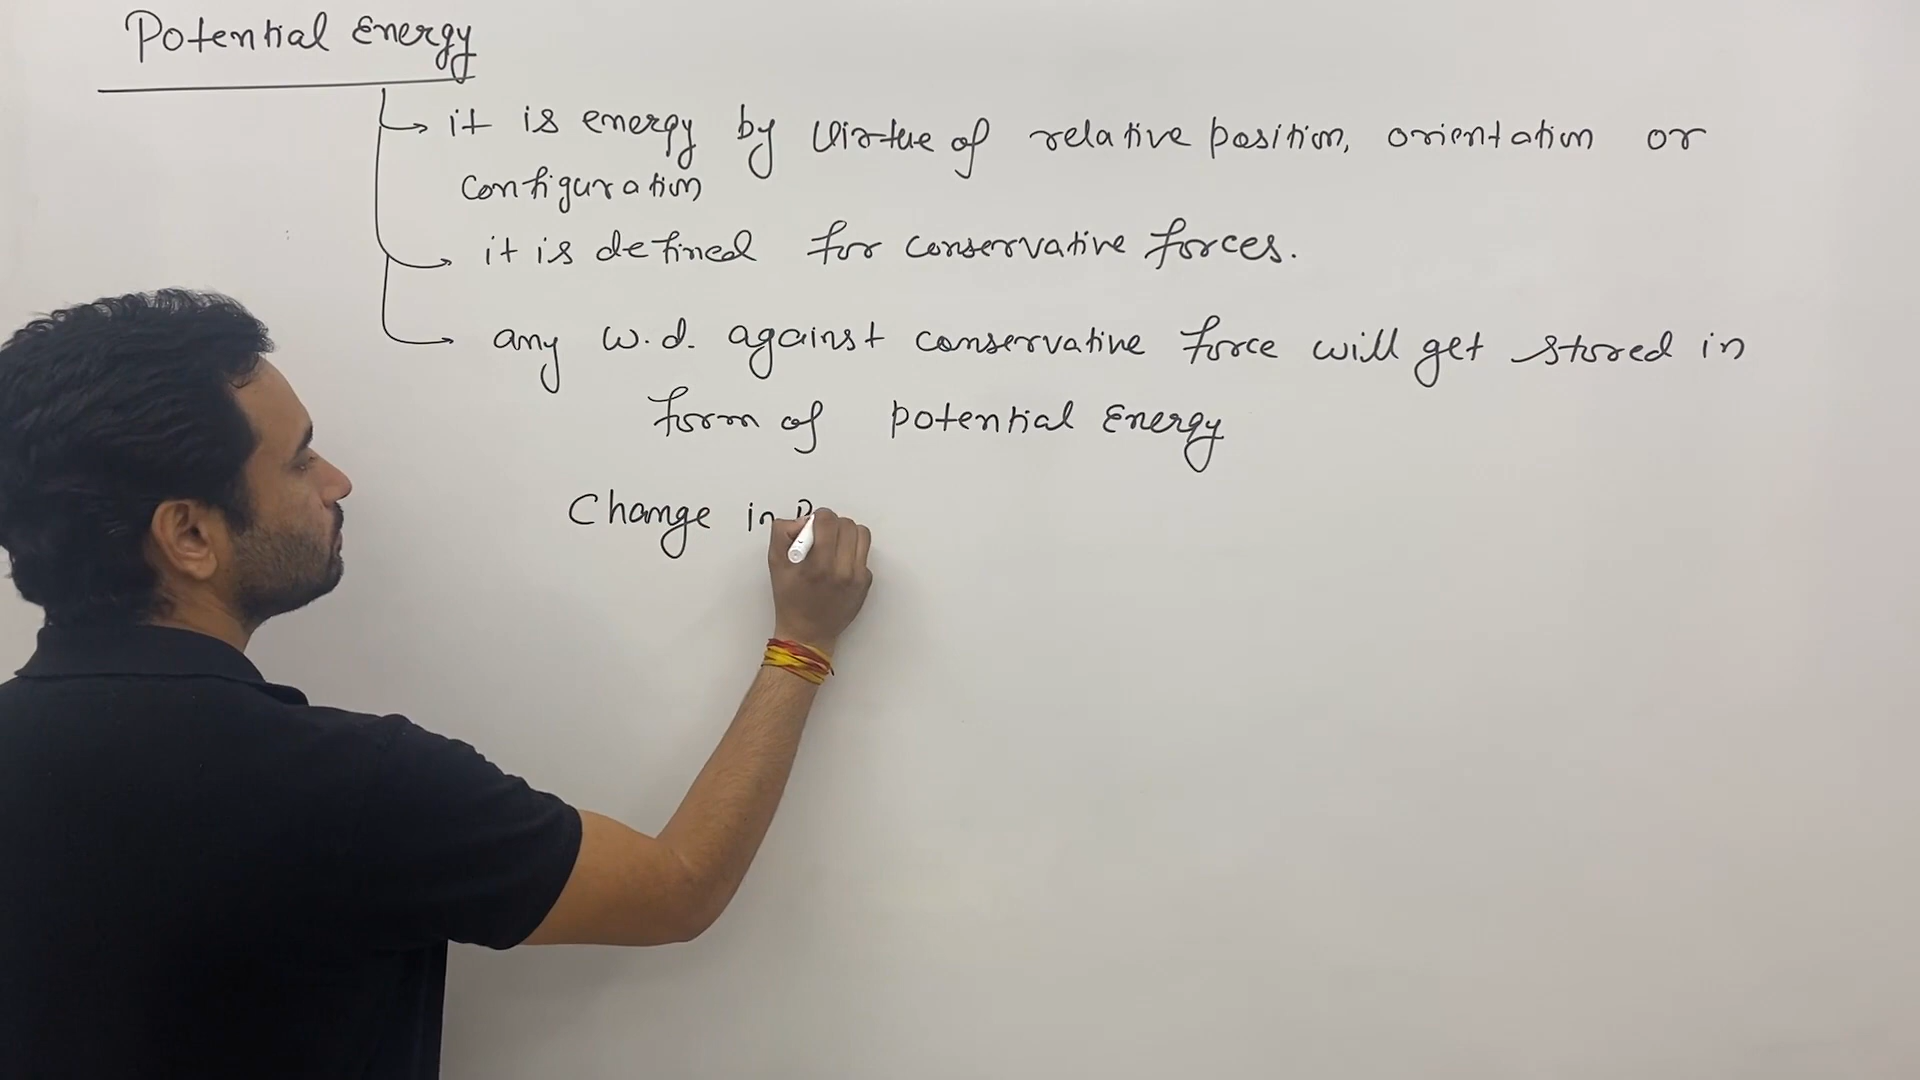 Potential Energy
it is energy by virtue of relative position, orientation or
configuration
it is defined for conservative forces.
any w.d. against conservative force will get stored in
form of potential Energy
Change in P